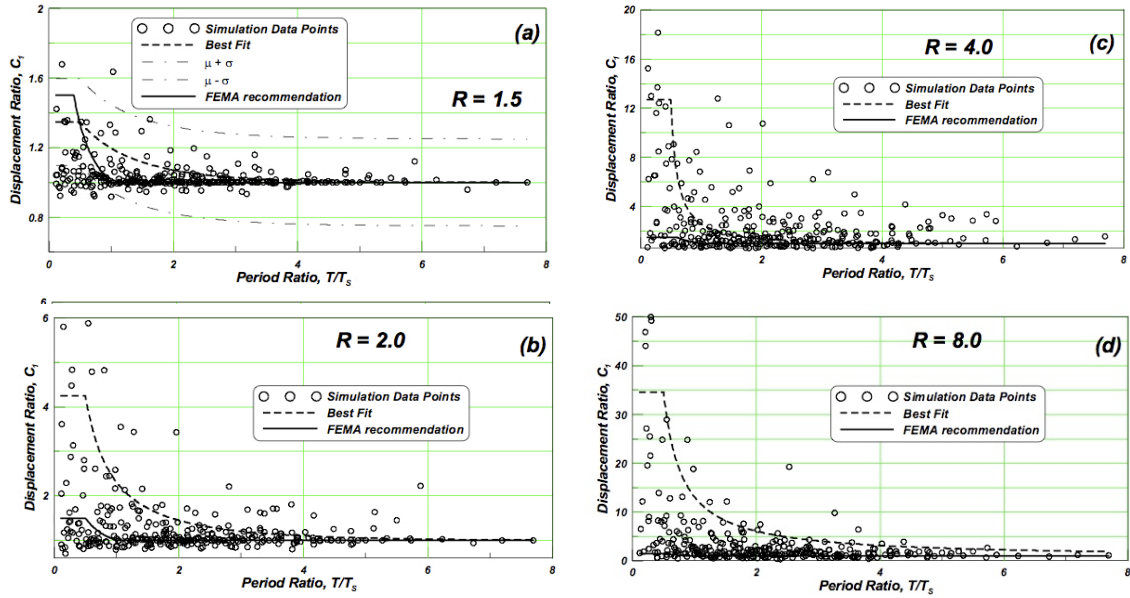 2
1.6
1.2
0.8
Displacement Ratio, C₁
Simulation Data Points
Best Fit
μ + σ
μ - σ
FEMA recommendation
(a)
R = 1.5
0 2 4 6 8
Period Ratio, T/Tₛ
20
16
12
8
4
Displacement Ratio, C₁
R = 4.0
(c)
Simulation Data Points
Best Fit
FEMA recommendation
0 2 4 6 8
Period Ratio, T/Tₛ
6
6
4
2
Displacement Ratio, C₁
R = 2.0
(b)
Simulation Data Points
Best Fit
FEMA recommendation
0 2 4 6 8
Period Ratio, T/Tₛ
50
40
30
20
10
0
Displacement Ratio, C₁
R = 8.0
(d)
Simulation Data Points
Best Fit
FEMA recommendation
0 2 4 6 8
Period Ratio, T/Tₛ